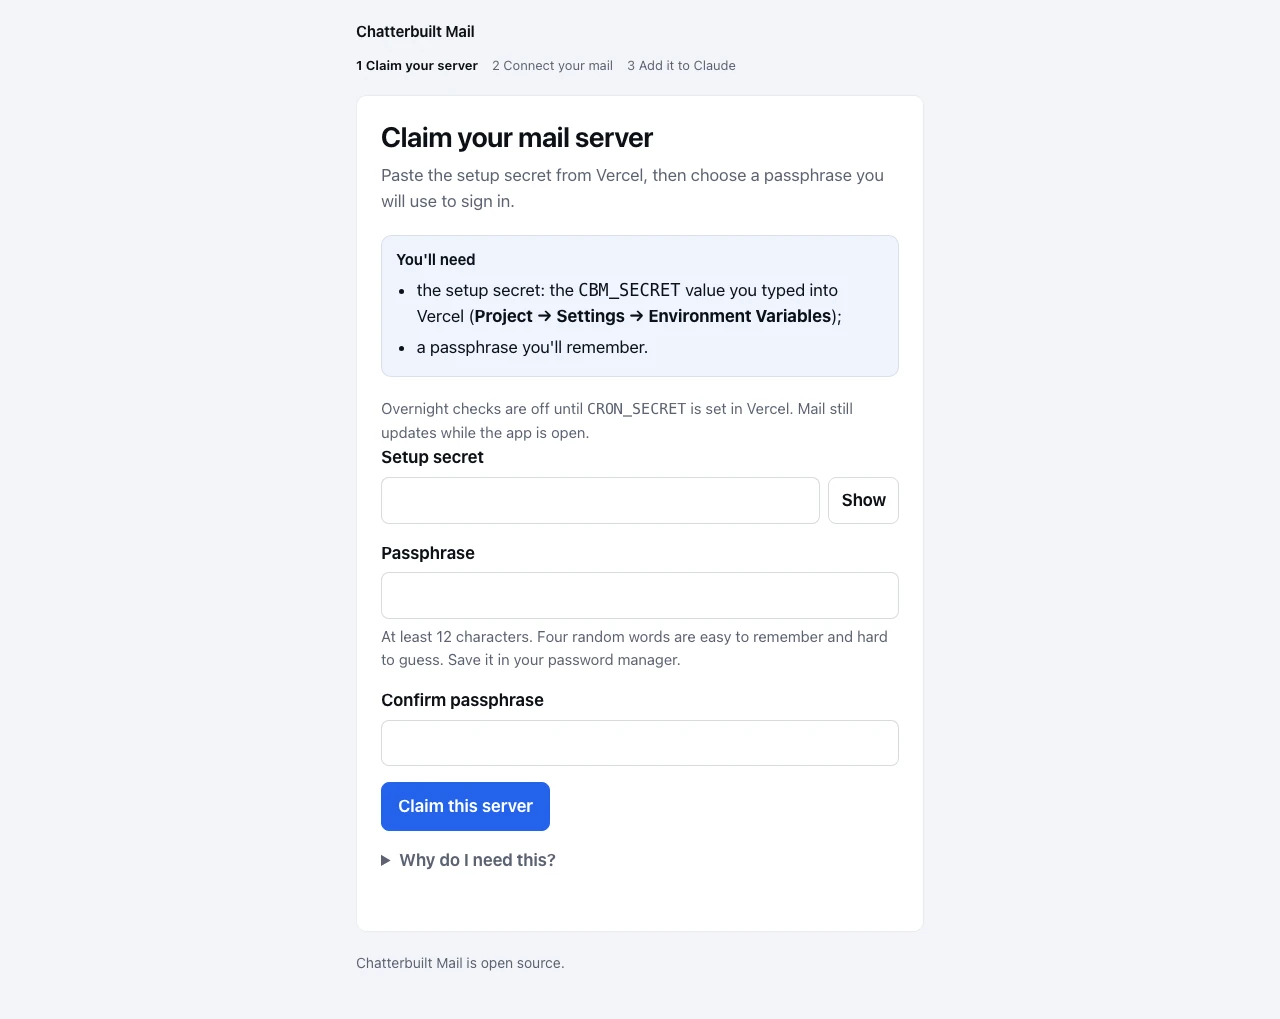 Chatterbuilt Mail
1 Claim your server 2 Connect your mail 3 Add it to Claude
Claim your mail server
Paste the setup secret from Vercel, then choose a passphrase you
will use to sign in.
You'll need
• the setup secret: the CBM_SECRET value you typed into
Vercel (Project → Settings → Environment Variables);
• a passphrase you'll remember.
Overnight checks are off until CRON_SECRET is set in Vercel. Mail still
updates while the app is open.
Setup secret
Show
Passphrase
At least 12 characters. Four random words are easy to remember and hard
to guess. Save it in your password manager.
Confirm passphrase
Claim this server
▶ Why do I need this?
Chatterbuilt Mail is open source.